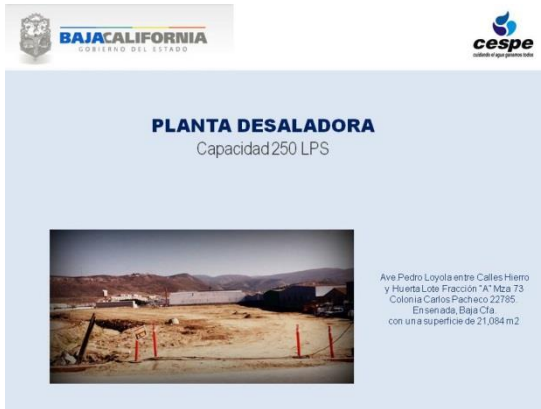 BAJACALIFORNIA
GOBIERNO DEL ESTADO
cespe
cuidando el agua ganamos todos
PLANTA DESALADORA
Capacidad 250 LPS
Ave.Pedro Loyola entre Calles Hierro
y Huerta Lote Fracción "A" Mza 73
Colonia Carlos Pacheco 22785.
Ensenada, Baja Cfa.
con una superficie de 21,084 m2